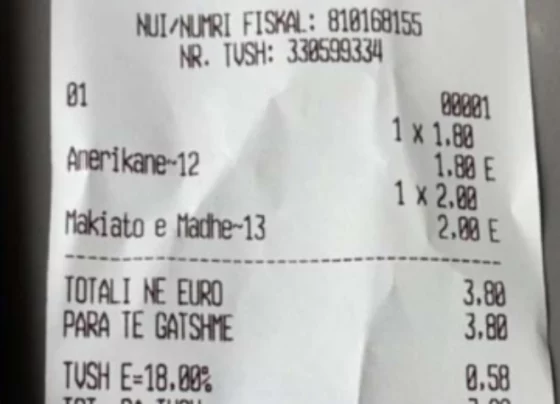 NUI/NUMRI FISKAL: 810168155
NR. TVSH: 330599334
01 00001
1 x 1.80
Anerikane~12 1.80 E
1 x 2.00
Makiato e Madhe~13 2.00 E
TOTALI NE EURO 3.80
PARA TE GATSHME 3.80
TVSH E=18.00% 0.58